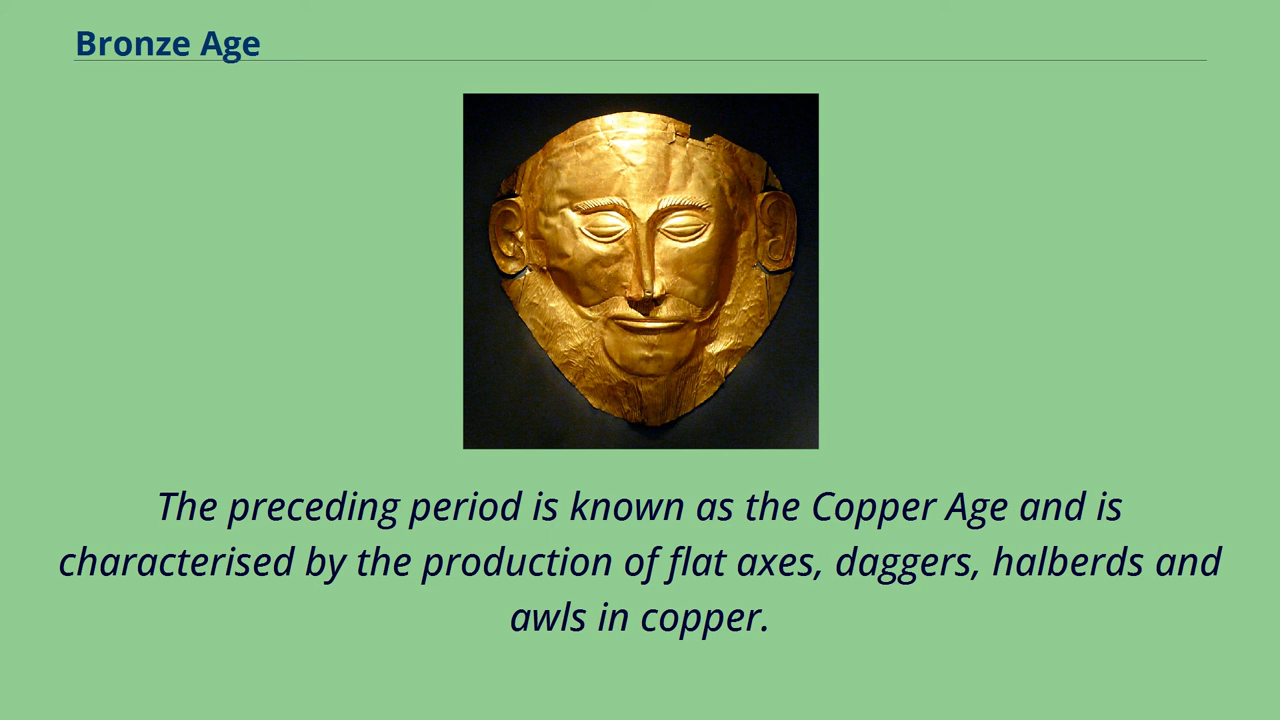 Bronze Age
The preceding period is known as the Copper Age and is
characterised by the production of flat axes, daggers, halberds and
awls in copper.